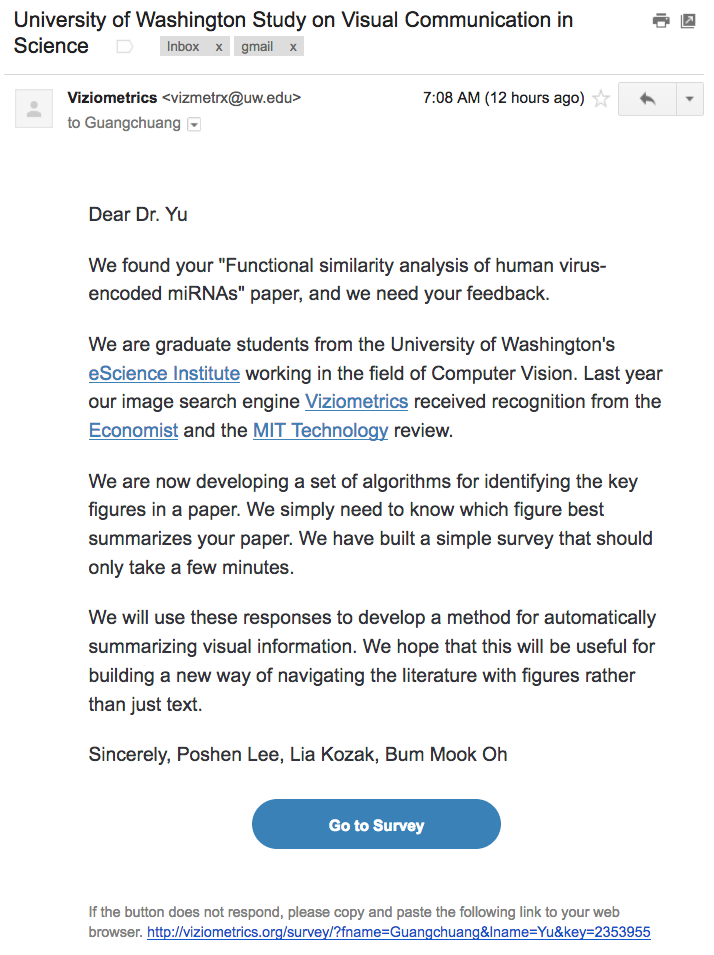 University of Washington Study on Visual Communication in
Science
Inbox x gmail x
Viziometrics <vizmetrx@uw.edu> 7:08 AM (12 hours ago)
to Guangchuang
Dear Dr. Yu
We found your "Functional similarity analysis of human virus-
encoded miRNAs" paper, and we need your feedback.
We are graduate students from the University of Washington's
eScience Institute working in the field of Computer Vision. Last year
our image search engine Viziometrics received recognition from the
Economist and the MIT Technology review.
We are now developing a set of algorithms for identifying the key
figures in a paper. We simply need to know which figure best
summarizes your paper. We have built a simple survey that should
only take a few minutes.
We will use these responses to develop a method for automatically
summarizing visual information. We hope that this will be useful for
building a new way of navigating the literature with figures rather
than just text.
Sincerely, Poshen Lee, Lia Kozak, Bum Mook Oh
Go to Survey
If the button does not respond, please copy and paste the following link to your web
browser. http://viziometrics.org/survey/?fname=Guangchuang&lname=Yu&key=2353955